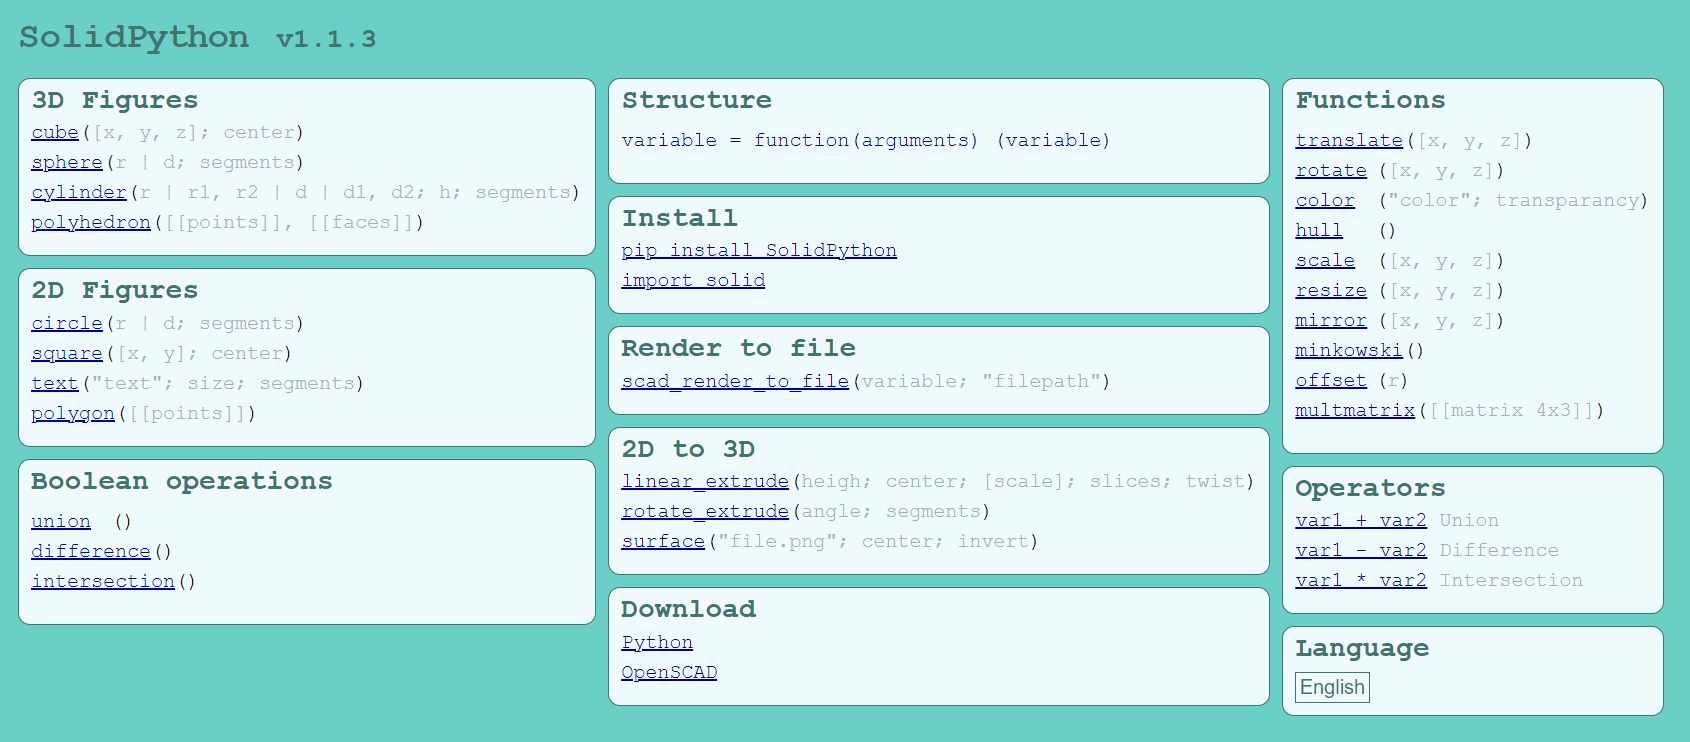 SolidPython v1.1.3
3D Figures
cube([x, y, z]; center)
sphere(r | d; segments)
cylinder(r | r1, r2 | d | d1, d2; h; segments)
polyhedron([[points]], [[faces]])
2D Figures
circle(r | d; segments)
square([x, y]; center)
text("text"; size; segments)
polygon([[points]])
Boolean operations
union ()
difference()
intersection()
Structure
variable = function(arguments) (variable)
Install
pip install SolidPython
import solid
Render to file
scad_render_to_file(variable; "filepath")
2D to 3D
linear_extrude(heigh; center; [scale]; slices; twist)
rotate_extrude(angle; segments)
surface("file.png"; center; invert)
Download
Python
OpenSCAD
Functions
translate([x, y, z])
rotate ([x, y, z])
color ("color"; transparancy)
hull ()
scale ([x, y, z])
resize ([x, y, z])
mirror ([x, y, z])
minkowski()
offset (r)
multmatrix([[matrix 4x3]])
Operators
var1 + var2 Union
var1 - var2 Difference
var1 * var2 Intersection
Language
English